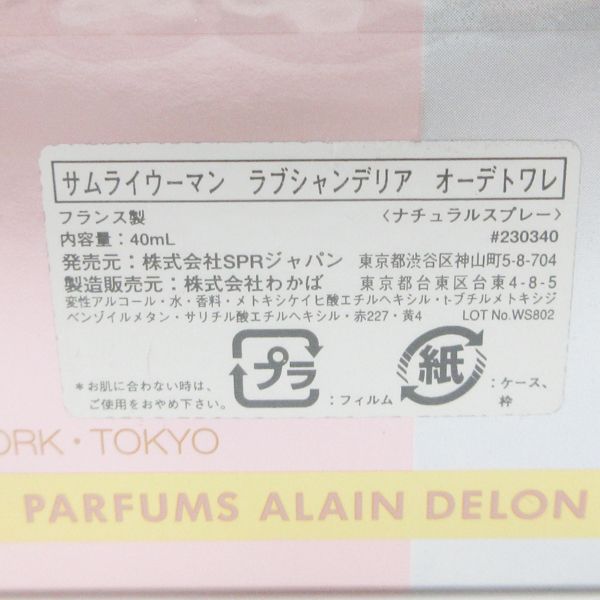 サムライウーマン ラブシャンデリア オーデトワレ
フランス製 〈ナチュラルスプレー〉
内容量：40mL #230340
発売元：株式会社SPRジャパン 東京都渋谷区神山町5-8-704
製造販売元：株式会社わかば 東京都台東区台東4-8-5
変性アルコール・水・香料・メトキシケイヒ酸エチルヘキシル・t-ブチルメトキシジ
ベンゾイルメタン・サリチル酸エチルヘキシル・赤227・黄4 LOT No.WS802
プラ
紙
＊お肌に合わない時は、
ご使用をおやめ下さい。
：フィルム
：ケース、
枠
ORK・TOKYO
PARFUMS ALAIN DELON